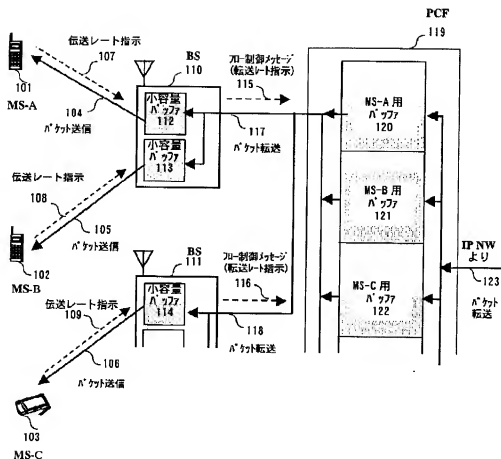 PCF
119
伝送レート指示
107
101
MS-A
104
パケット送信
BS
110
小容量
バッファ
112
小容量
バッファ
113
フロー制御メッセージ
(転送レート指示)
115
117
パケット転送
MS-A 用
バッファ
120
伝送レート指示
108
105
パケット送信
102
MS-B
MS-B 用
バッファ
121
BS
111
小容量
バッファ
114
フロー制御メッセージ
(転送レート指示)
116
118
パケット転送
MS-C 用
バッファ
122
IP NW
より
123
パケット
転送
伝送レート指示
109
106
パケット送信
103
MS-C